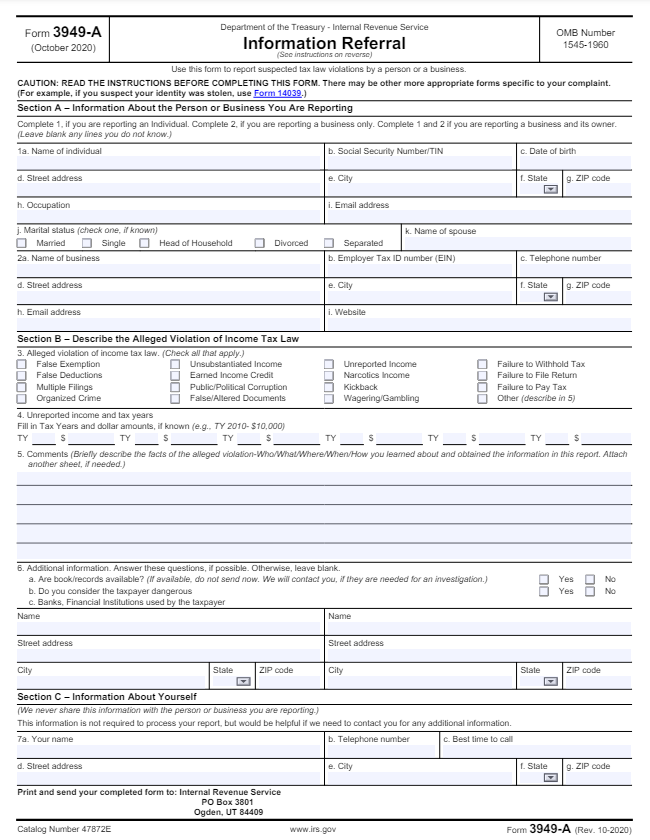 Form 3949-A
(October 2020)
Department of the Treasury - Internal Revenue Service
Information Referral
(See instructions on reverse)
OMB Number
1545-1960
Use this form to report suspected tax law violations by a person or a business.
CAUTION: READ THE INSTRUCTIONS BEFORE COMPLETING THIS FORM. There may be other more appropriate forms specific to your complaint.
(For example, if you suspect your identity was stolen, use Form 14039.)
Section A – Information About the Person or Business You Are Reporting
Complete 1, if you are reporting an Individual. Complete 2, if you are reporting a business only. Complete 1 and 2 if you are reporting a business and its owner.
(Leave blank any lines you do not know.)
1a. Name of individual b. Social Security Number/TIN c. Date of birth
d. Street address e. City f. State g. ZIP code
h. Occupation i. Email address
j. Marital status (check one, if known) k. Name of spouse
Married Single Head of Household Divorced Separated
2a. Name of business b. Employer Tax ID number (EIN) c. Telephone number
d. Street address e. City f. State g. ZIP code
h. Email address i. Website
Section B – Describe the Alleged Violation of Income Tax Law
3. Alleged violation of income tax law. (Check all that apply.)
False Exemption Unsubstantiated Income Unreported Income Failure to Withhold Tax
False Deductions Earned Income Credit Narcotics Income Failure to File Return
Multiple Filings Public/Political Corruption Kickback Failure to Pay Tax
Organized Crime False/Altered Documents Wagering/Gambling Other (describe in 5)
4. Unreported income and tax years
Fill in Tax Years and dollar amounts, if known (e.g., TY 2010- $10,000)
TY $ TY $ TY $ TY $ TY $ TY $
5. Comments (Briefly describe the facts of the alleged violation-Who/What/Where/When/How you learned about and obtained the information in this report. Attach
another sheet, if needed.)
6. Additional information. Answer these questions, if possible. Otherwise, leave blank.
a. Are book/records available? (If available, do not send now. We will contact you, if they are needed for an investigation.) Yes No
b. Do you consider the taxpayer dangerous Yes No
c. Banks, Financial Institutions used by the taxpayer
Name Name
Street address Street address
City State ZIP code City State ZIP code
Section C – Information About Yourself
(We never share this information with the person or business you are reporting.)
This information is not required to process your report, but would be helpful if we need to contact you for any additional information.
7a. Your name b. Telephone number c. Best time to call
d. Street address e. City f. State g. ZIP code
Print and send your completed form to: Internal Revenue Service
PO Box 3801
Ogden, UT 84409
Catalog Number 47872E www.irs.gov Form 3949-A (Rev. 10-2020)